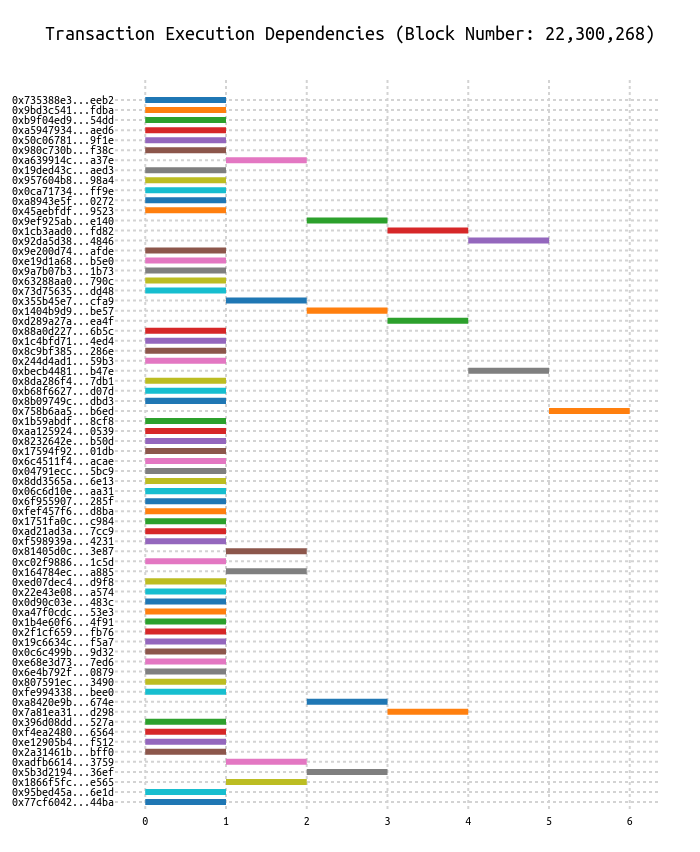 Transaction Execution Dependencies (Block Number: 22,300,268)
0x735388e3...eeb2
0x9bd3c541...fdba
0xb9f04ed9...54dd
0xa5947934...aed6
0x50c06781...9f1e
0x980c730b...f38c
0xa639914c...a37e
0x19ded43c...aed3
0x957604b8...98a4
0x0ca71734...ff9e
0xa8943e5f...0272
0x45aebfdf...9523
0x9ef925ab...e140
0x1cb3aad0...fd82
0x92da5d38...4846
0x9e200d74...afde
0xe19d1a68...b5e0
0x9a7b07b3...1b73
0x63288aa0...790c
0x73d75635...dd48
0x355b45e7...cfa9
0x1404b9d9...be57
0xd289a27a...ea4f
0x88a0d227...6b5c
0x1c4bfd71...4ed4
0x8c9bf385...286e
0x244d4ad1...59b3
0xbecb4481...b47e
0x8da286f4...7db1
0xb68f6627...d07d
0x8b09749c...dbd3
0x758b6aa5...b6ed
0x1b59abdf...8cf8
0xaa125924...0539
0x8232642e...b50d
0x17594f92...01db
0x6c4511f4...acae
0x04791ecc...5bc9
0x8dd3565a...6e13
0x06c6d10e...aa31
0x6f955907...285f
0xfef457f6...d8ba
0x1751fa0c...c984
0xad21ad3a...7cc9
0xf598939a...4231
0x81405d0c...3e87
0xc02f9886...1c5d
0x164784ec...a885
0xed07dec4...d9f8
0x22e43e08...a574
0x0d90c03e...483c
0xa47f0cdc...53e3
0x1b4e60f6...4f91
0x2f1cf659...fb76
0x19c6634c...f5a7
0x0c6c499b...9d32
0xe68e3d73...7ed6
0x6e4b792f...0879
0x807591ec...3490
0xfe994338...bee0
0xa8420e9b...674e
0x7a81ea31...d298
0x396d08dd...527a
0xf4ea2480...6564
0xe12905b4...f512
0x2a31461b...bff0
0xadfb6614...3759
0x5b3d2194...36ef
0x1866f5fc...e565
0x95bed45a...6e1d
0x77cf6042...44ba
0 1 2 3 4 5 6